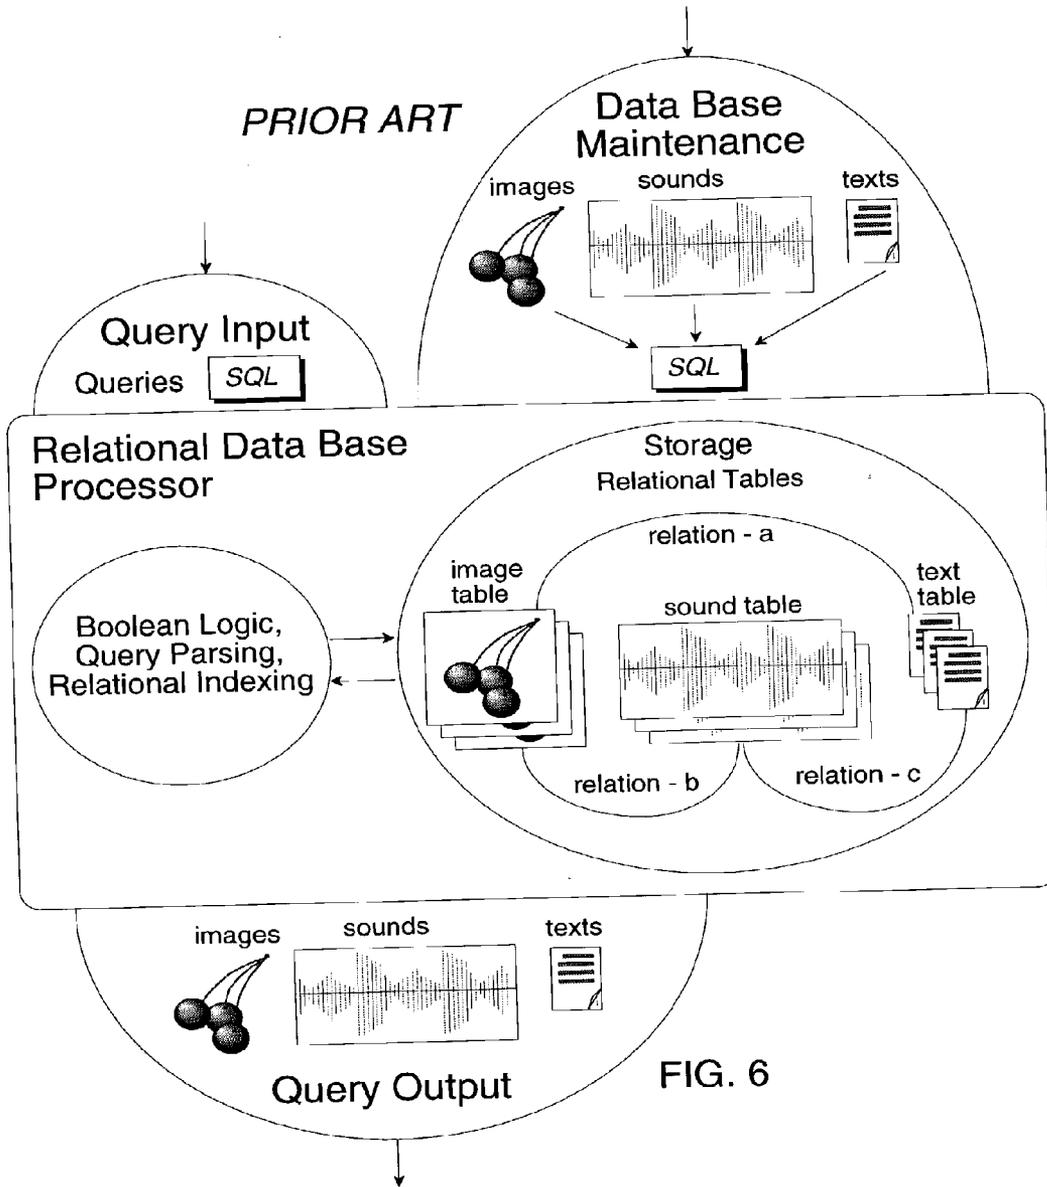 PRIOR ART
Data Base
Maintenance
images
sounds
texts
SQL
Query Input
Queries
SQL
Relational Data Base
Processor
Storage
Relational Tables
relation - a
image
table
sound table
text
table
Boolean Logic,
Query Parsing,
Relational Indexing
relation - b
relation - c
images
sounds
texts
Query Output
FIG. 6